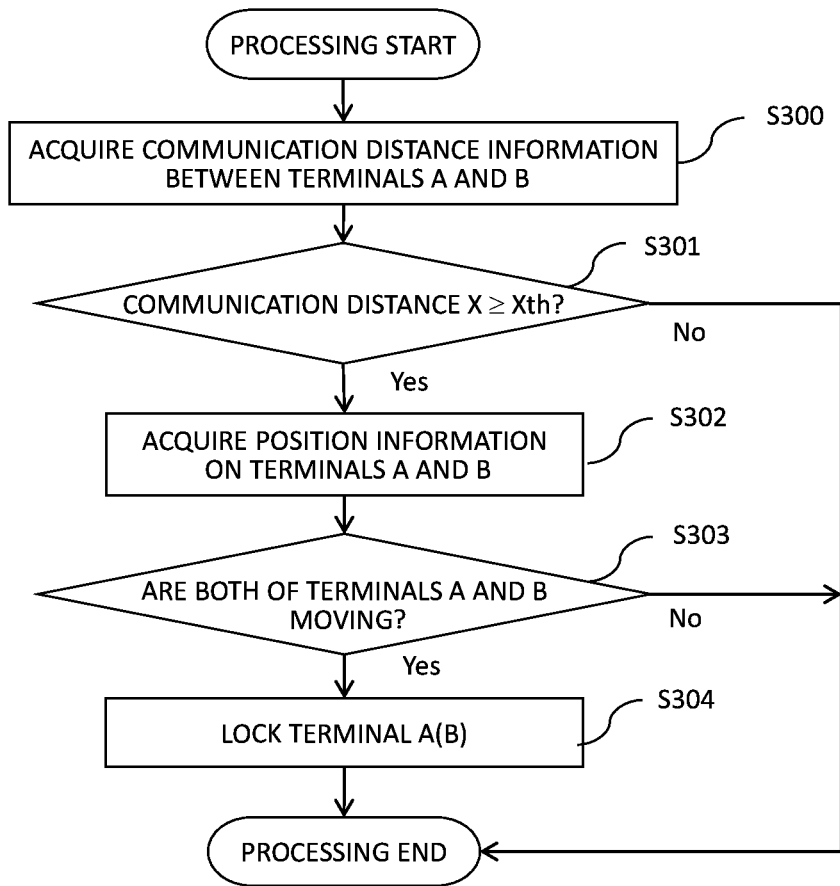 PROCESSING START
S300
ACQUIRE COMMUNICATION DISTANCE INFORMATION
BETWEEN TERMINALS A AND B
S301
COMMUNICATION DISTANCE X ≥ Xth?
No
Yes
S302
ACQUIRE POSITION INFORMATION
ON TERMINALS A AND B
S303
ARE BOTH OF TERMINALS A AND B
MOVING?
No
Yes
S304
LOCK TERMINAL A(B)
PROCESSING END